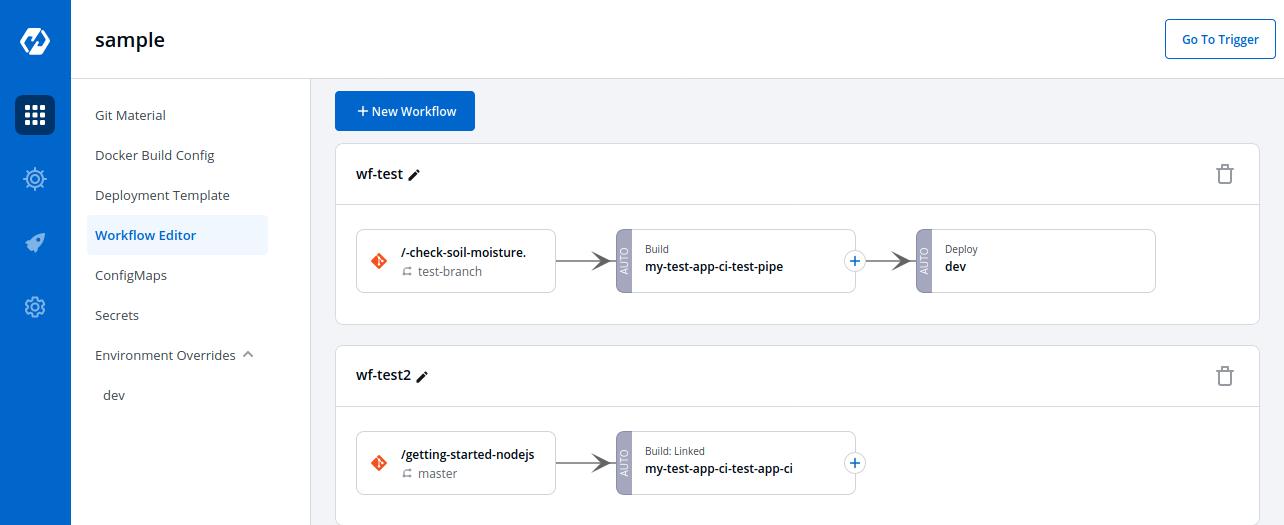 sample
Go To Trigger
Git Material
Docker Build Config
Deployment Template
Workflow Editor
ConfigMaps
Secrets
Environment Overrides
dev
+ New Workflow
wf-test
/-check-soil-moisture.
test-branch
AUTO
Build
my-test-app-ci-test-pipe
AUTO
Deploy
dev
wf-test2
/getting-started-nodejs
master
AUTO
Build: Linked
my-test-app-ci-test-app-ci